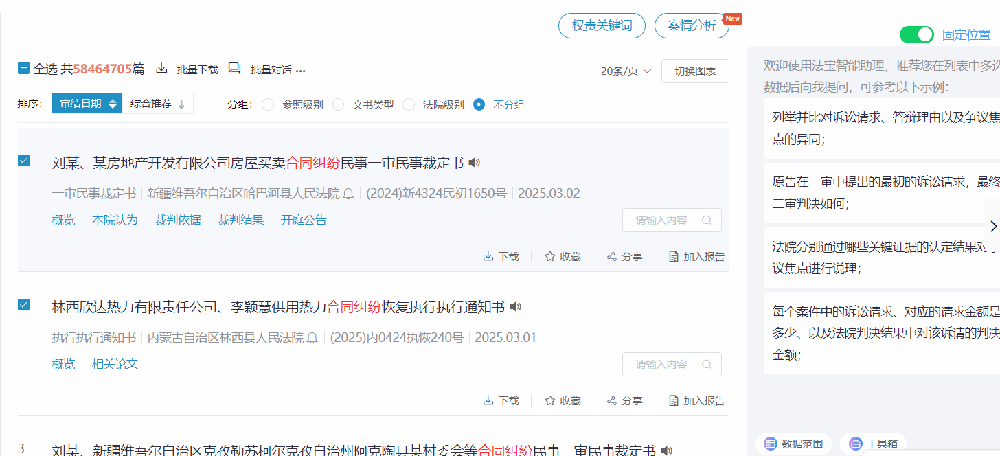 权责关键词
案情分析
New
固定位置
全选 共58464705篇 批量下载 批量对话 ...
20条/页
切换图表
排序： 审结日期 综合推荐 分组： 参照级别 文书类型 法院级别 不分组
刘某、某房地产开发有限公司房屋买卖合同纠纷民事一审民事裁定书
一审民事裁定书 新疆维吾尔自治区哈巴河县人民法院 (2024)新4324民初1650号 2025.03.02
概览 本院认为 裁判依据 裁判结果 开庭公告
请输入内容
下载 收藏 分享 加入报告
林西欣达热力有限责任公司、李颖慧供用热力合同纠纷恢复执行执行通知书
执行执行通知书 内蒙古自治区林西县人民法院 (2025)内0424执恢240号 2025.03.01
概览 相关论文
请输入内容
下载 收藏 分享 加入报告
3 刘某、新疆维吾尔自治区克孜勒苏柯尔克孜自治州阿克陶县某村委会等合同纠纷民事一审民事裁定书
欢迎使用法宝智能助理，推荐您在列表中多选
数据后向我提问，可参考以下示例：
列举并比对诉讼请求、答辩理由以及争议焦
点的异同；
原告在一审中提出的最初的诉讼请求，最终
二审判决如何；
法院分别通过哪些关键证据的认定结果对
议焦点进行说理；
每个案件中的诉讼请求、对应的请求金额是
多少、以及法院判决结果中对该诉请的判决
金额；
数据范围 工具箱